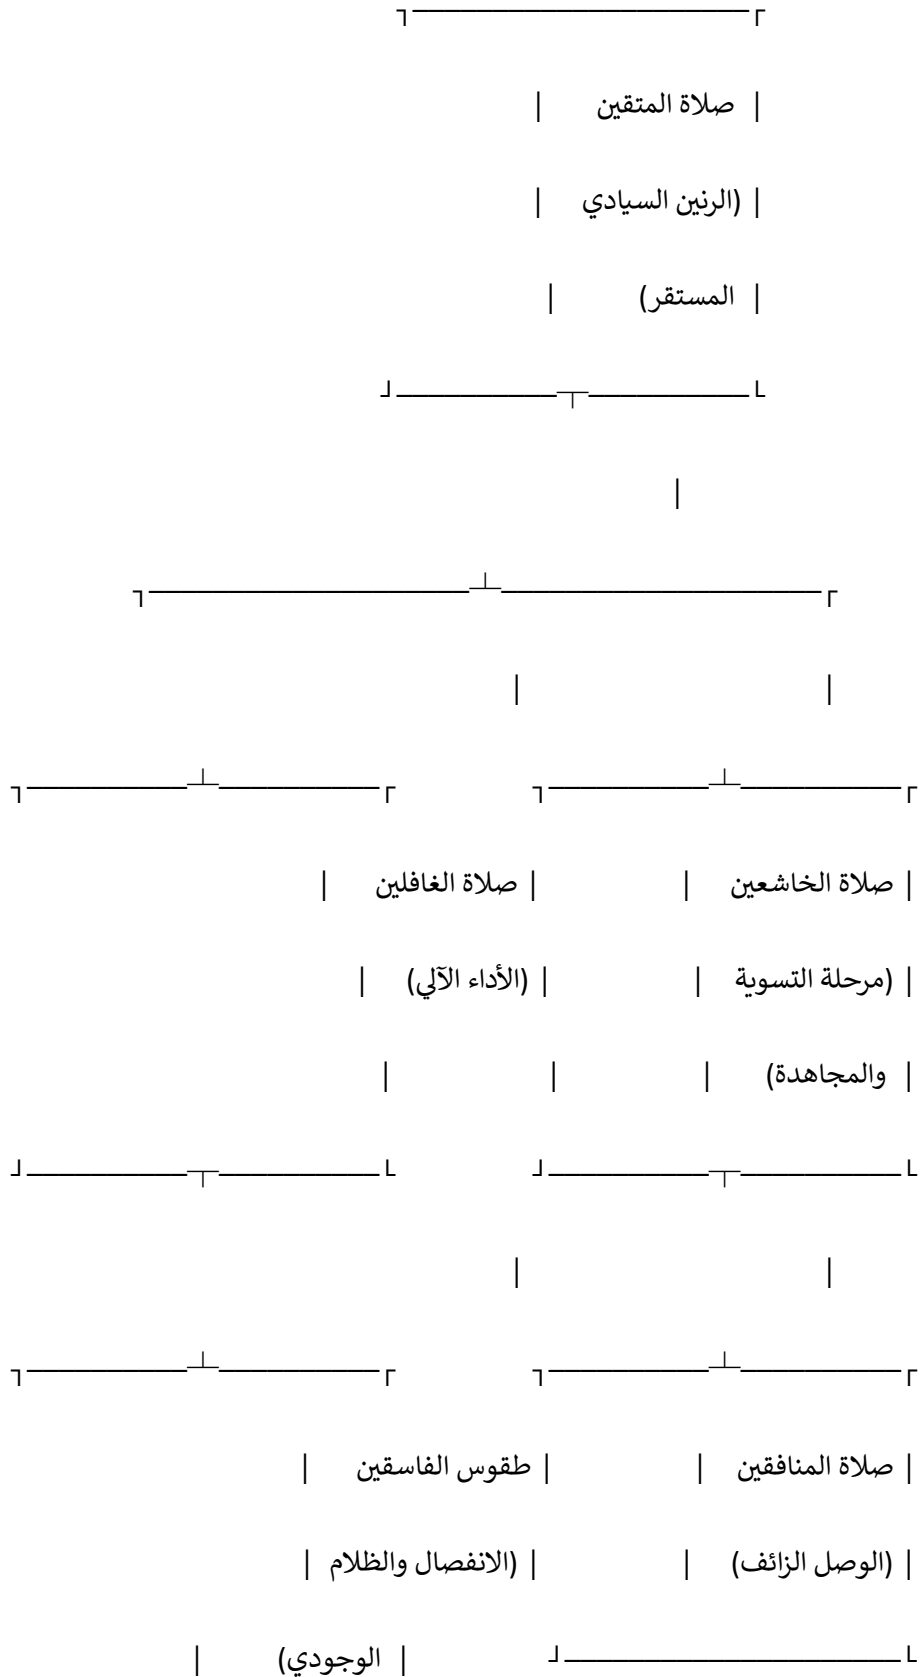 صلاة المتقين
(الرنين السيادي
المستقر)
صلاة الخاشعين
صلاة الغافلين
(مرحلة التسوية
(الأداء الآلي)
والمجاهدة)
صلاة المنافقين
طقوس الفاسقين
(الوصل الزائف)
(الانفصال والظلام
الوجودي)